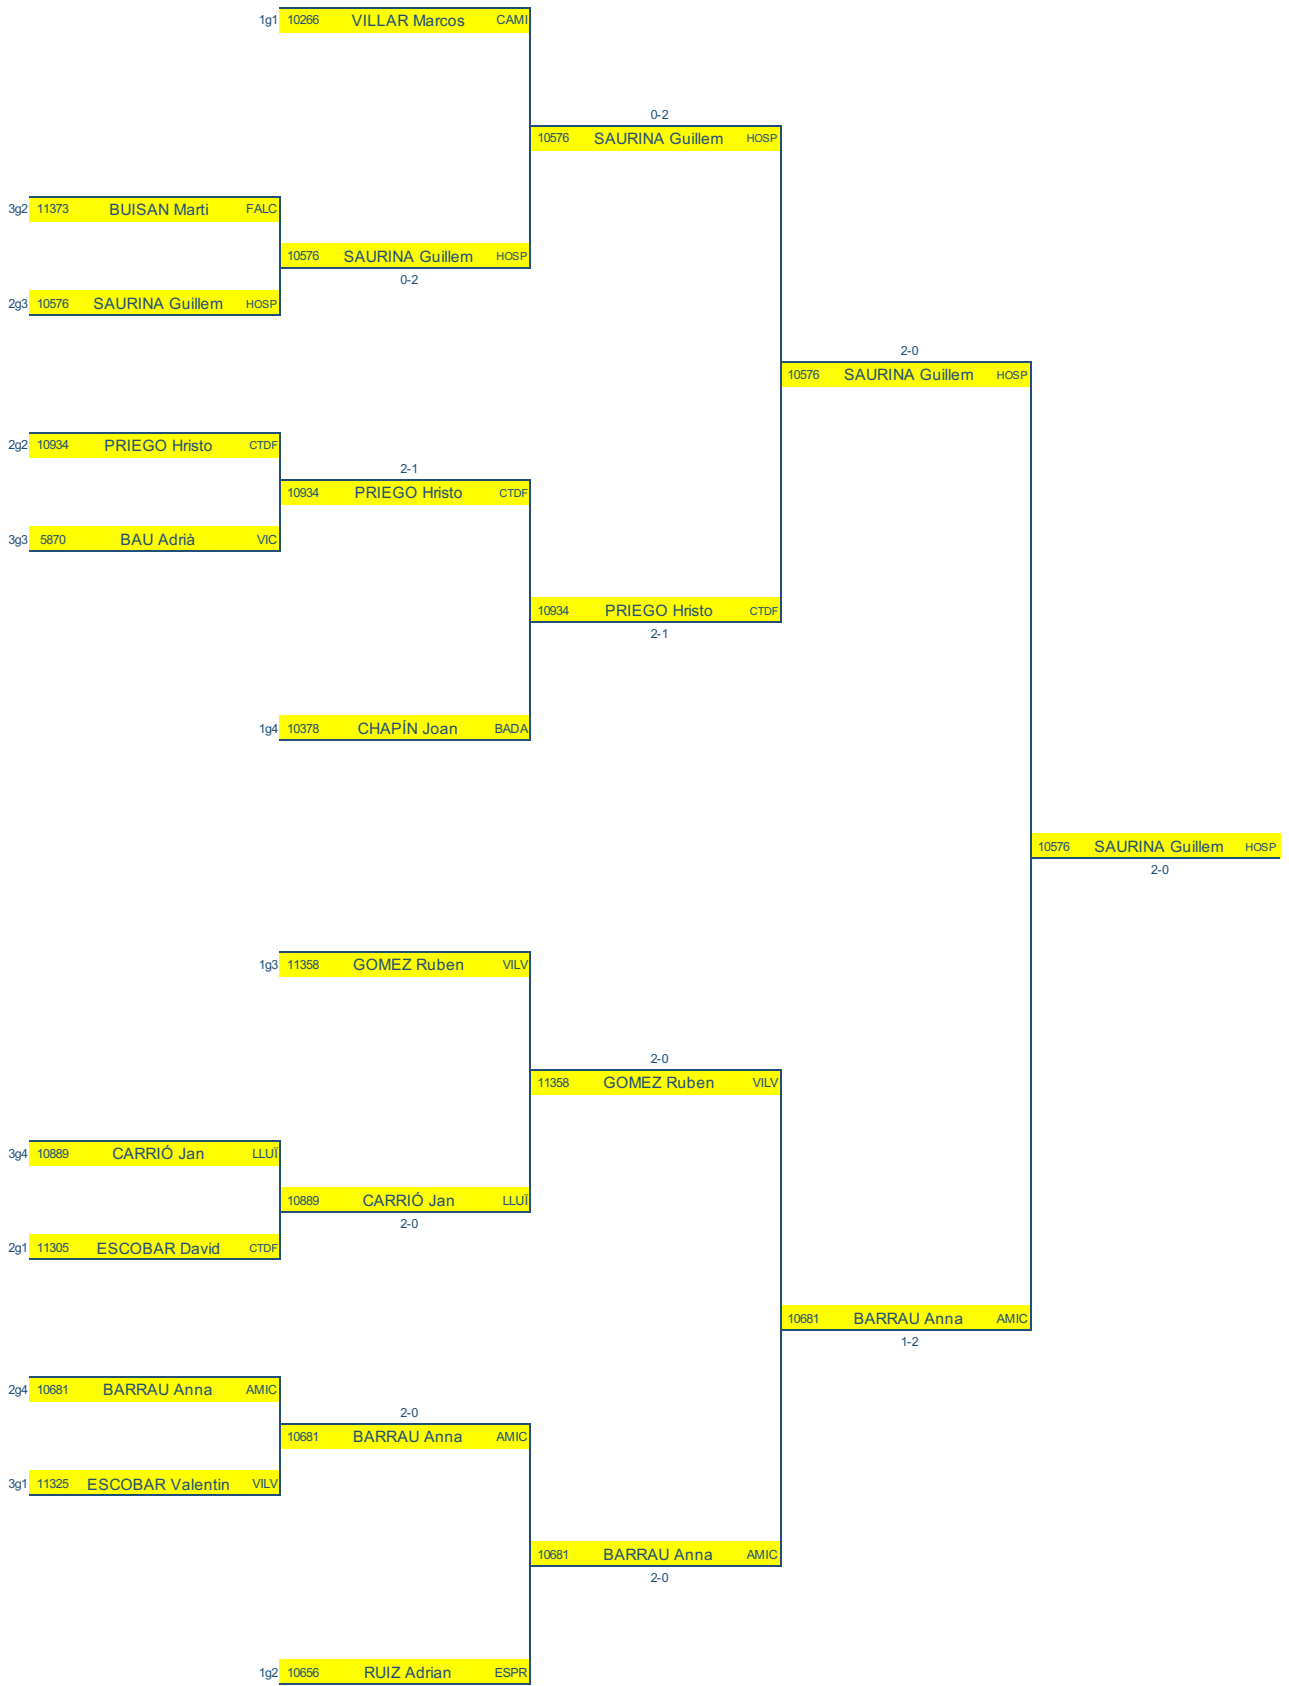 1g1 10266 VILLAR Marcos CAMI
0-2
10576 SAURINA Guillem HOSP
3g2 11373 BUISAN Marti FALC
10576 SAURINA Guillem HOSP
0-2
2g3 10576 SAURINA Guillem HOSP
2-0
10576 SAURINA Guillem HOSP
2g2 10934 PRIEGO Hristo CTDF
2-1
10934 PRIEGO Hristo CTDF
3g3 5870 BAU Adrià VIC
10934 PRIEGO Hristo CTDF
2-1
1g4 10378 CHAPÍN Joan BADA
10576 SAURINA Guillem HOSP
2-0
1g3 11358 GOMEZ Ruben VILV
2-0
11358 GOMEZ Ruben VILV
3g4 10889 CARRIÓ Jan LLUÏ
10889 CARRIÓ Jan LLUÏ
2-0
2g1 11305 ESCOBAR David CTDF
10681 BARRAU Anna AMIC
1-2
2g4 10681 BARRAU Anna AMIC
2-0
10681 BARRAU Anna AMIC
3g1 11325 ESCOBAR Valentin VILV
10681 BARRAU Anna AMIC
2-0
1g2 10656 RUIZ Adrian ESPR